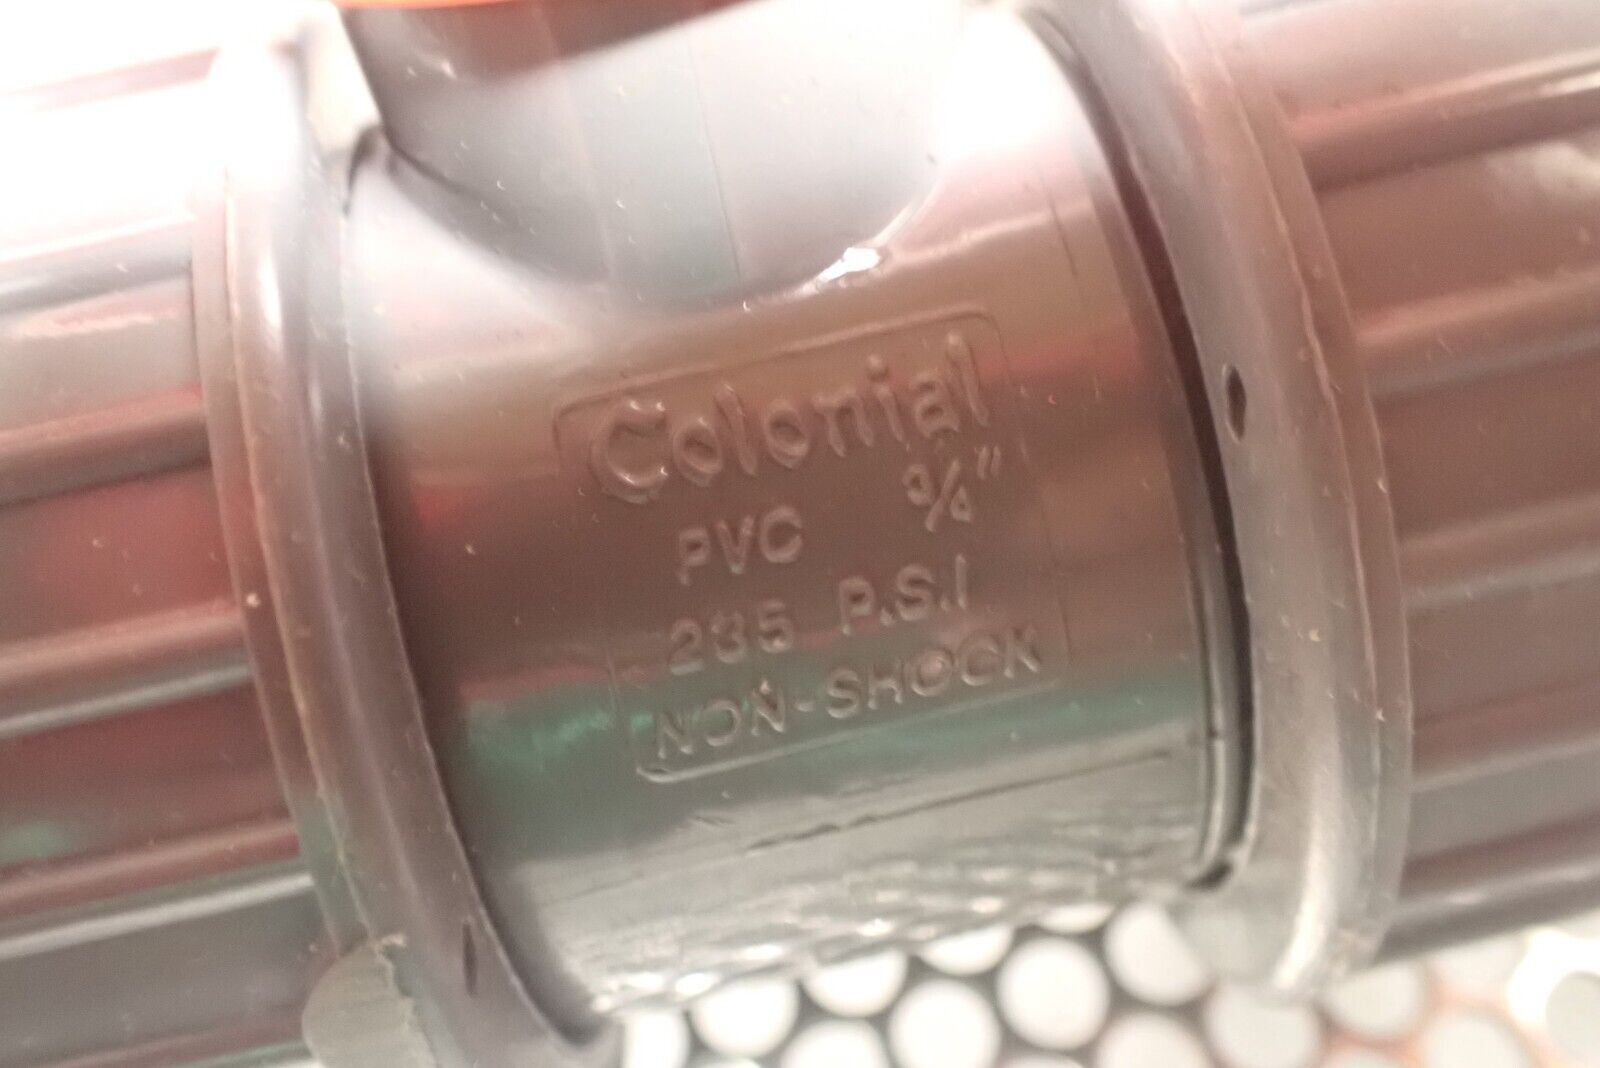 Colonial
PVC 3/4"
235 P.S.I
NON-SHOCK